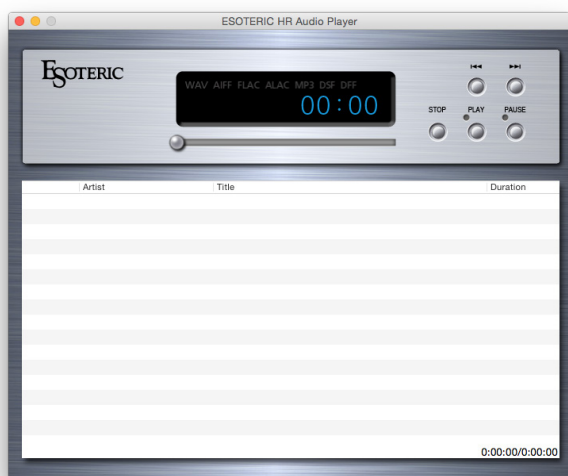 ESOTERIC HR Audio Player
ESOTERIC
WAV AIFF FLAC ALAC MP3 DSF DFF
00:00
STOP PLAY PAUSE
Artist Title Duration
0:00:00/0:00:00